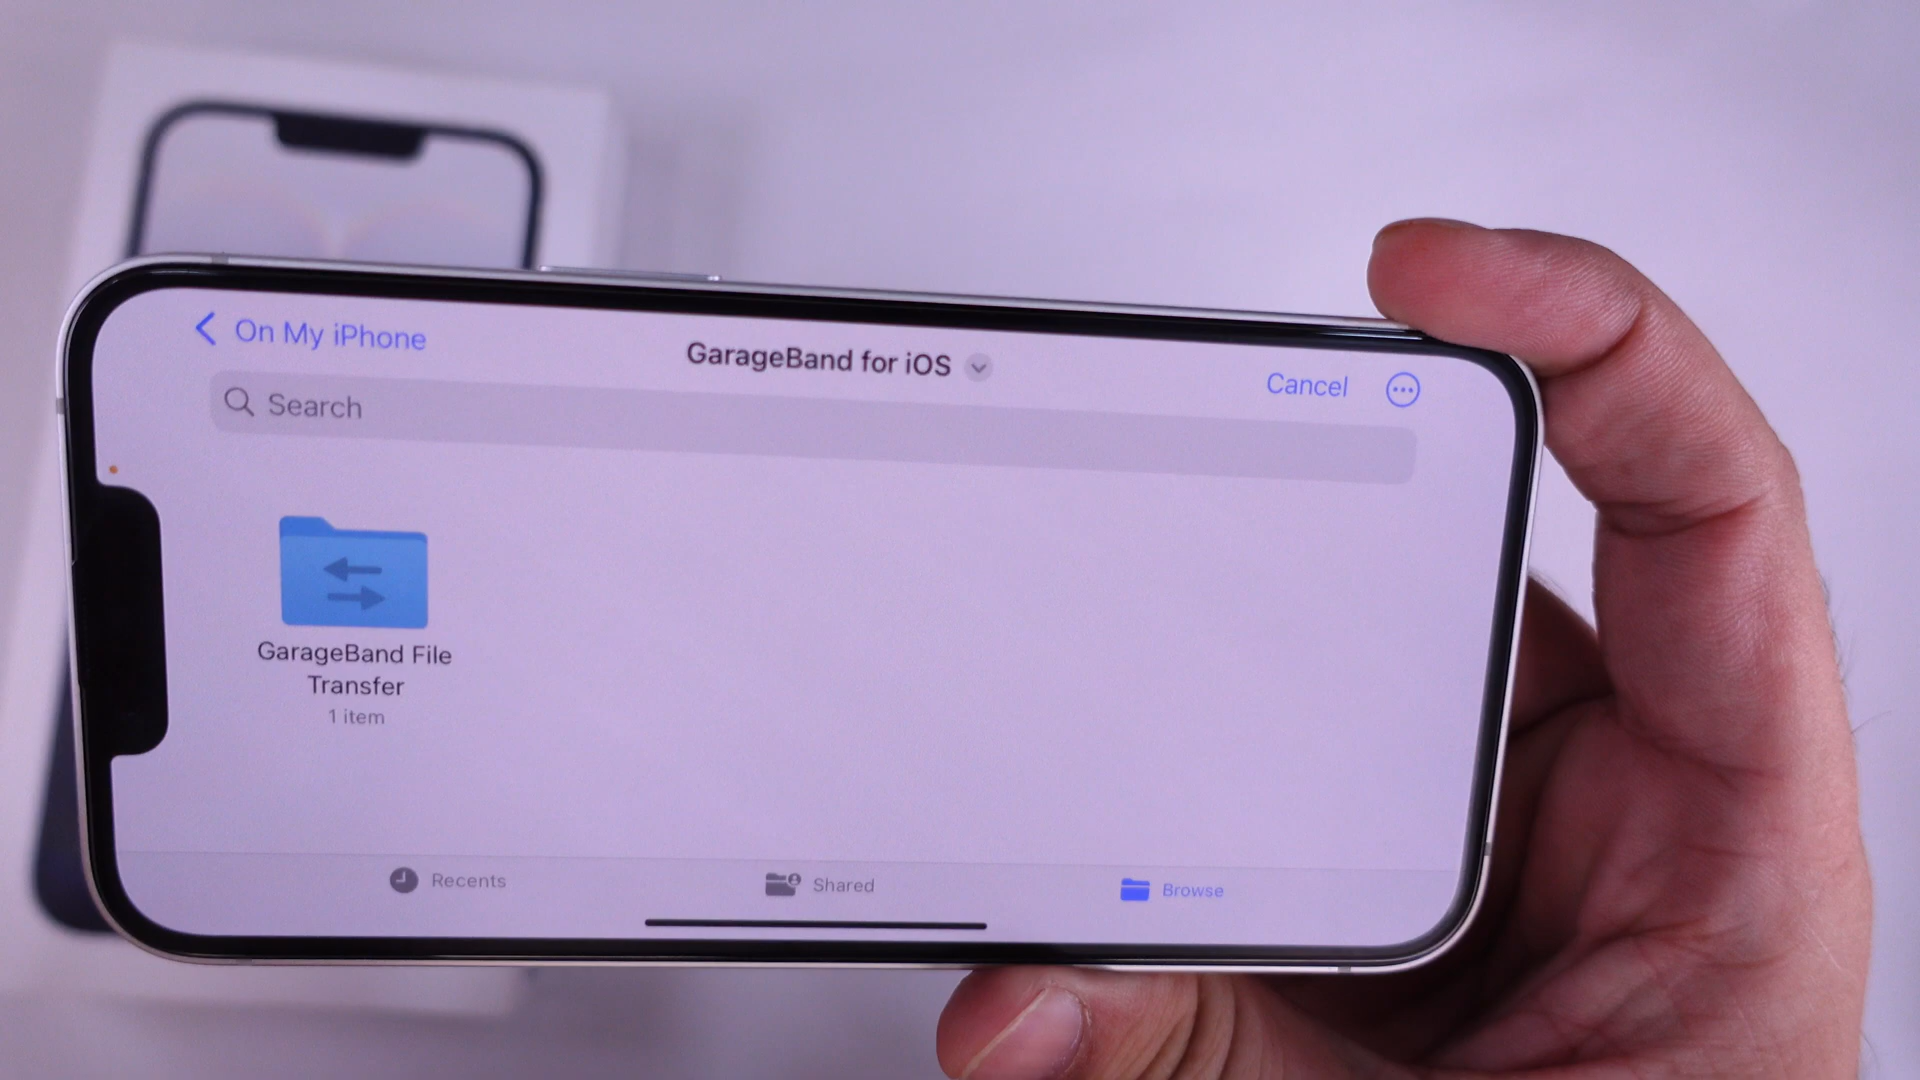 On My iPhone
GarageBand for iOS
Cancel
Search
GarageBand File
Transfer
1 item
Recents
Shared
Browse